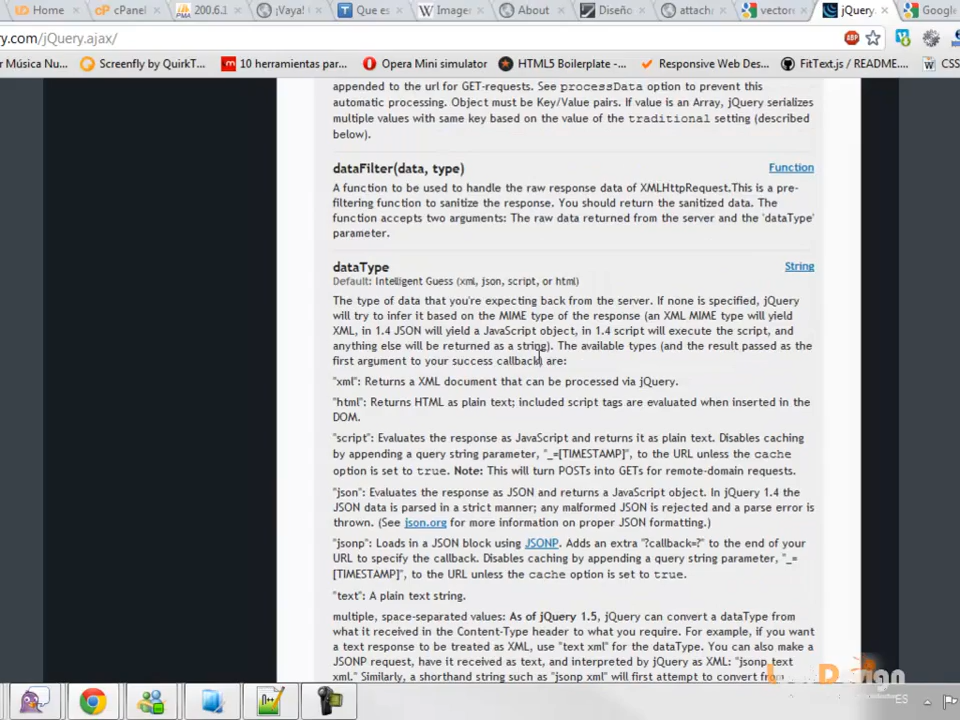 Home
cPanel
200.6.1
¡Vaya!
Que es
Image
About
Diseño
attach
vectore
jQuery.
Google
ry.com/jQuery.ajax/
r Música Nu...
Screenfly by QuirkT...
10 herramientas par...
Opera Mini simulator
HTML5 Boilerplate -...
Responsive Web Des...
FitText.js / README....
CSS
appended to the url for GET-requests. See processData option to prevent this
automatic processing. Object must be Key/Value pairs. If value is an Array, jQuery serializes
multiple values with same key based on the value of the traditional setting (described
below).
dataFilter(data, type) Function
A function to be used to handle the raw response data of XMLHttpRequest.This is a pre-
filtering function to sanitize the response. You should return the sanitized data. The
function accepts two arguments: The raw data returned from the server and the 'dataType'
parameter.
dataType String
Default: Intelligent Guess (xml, json, script, or html)
The type of data that you're expecting back from the server. If none is specified, jQuery
will try to infer it based on the MIME type of the response (an XML MIME type will yield
XML, in 1.4 JSON will yield a JavaScript object, in 1.4 script will execute the script, and
anything else will be returned as a string). The available types (and the result passed as the
first argument to your success callback) are:
"xml": Returns a XML document that can be processed via jQuery.
"html": Returns HTML as plain text; included script tags are evaluated when inserted in the
DOM.
"script": Evaluates the response as JavaScript and returns it as plain text. Disables caching
by appending a query string parameter, "_=[TIMESTAMP]", to the URL unless the cache
option is set to true. Note: This will turn POSTs into GETs for remote-domain requests.
"json": Evaluates the response as JSON and returns a JavaScript object. In jQuery 1.4 the
JSON data is parsed in a strict manner; any malformed JSON is rejected and a parse error is
thrown. (See json.org for more information on proper JSON formatting.)
"jsonp": Loads in a JSON block using JSONP. Adds an extra "?callback=?" to the end of your
URL to specify the callback. Disables caching by appending a query string parameter, "_=
[TIMESTAMP]", to the URL unless the cache option is set to true.
"text": A plain text string.
multiple, space-separated values: As of jQuery 1.5, jQuery can convert a dataType from
what it received in the Content-Type header to what you require. For example, if you want
a text response to be treated as XML, use "text xml" for the dataType. You can also make a
JSONP request, have it received as text, and interpreted by jQuery as XML: "jsonp text
xml." Similarly, a shorthand string such as "jsonp xml" will first attempt to convert from
ES